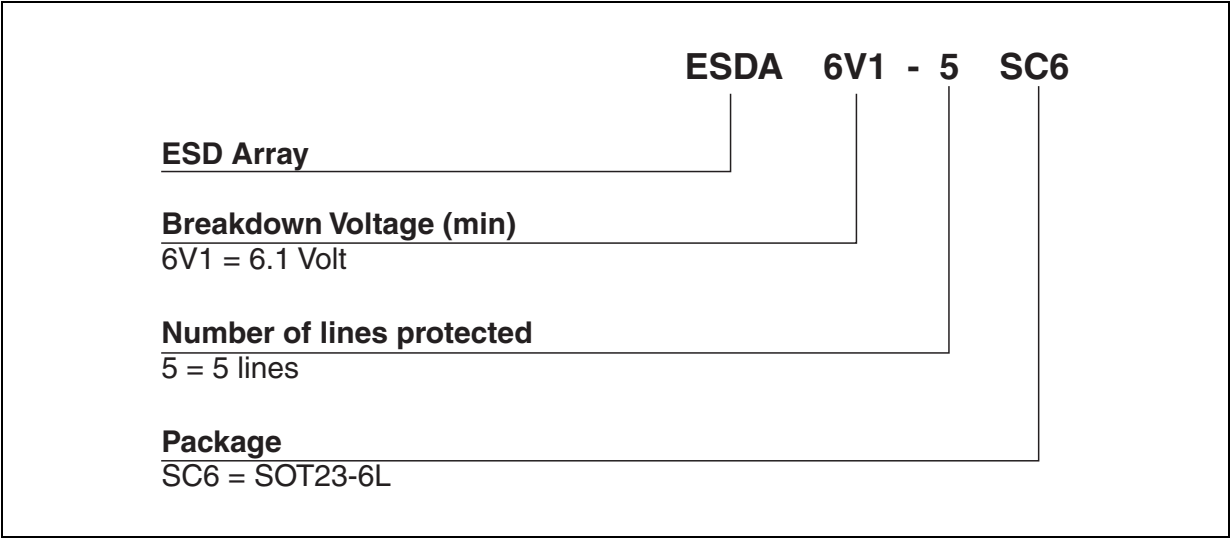 ESDA 6V1 - 5 SC6
ESD Array
Breakdown Voltage (min)
6V1 = 6.1 Volt
Number of lines protected
5 = 5 lines
Package
SC6 = SOT23-6L